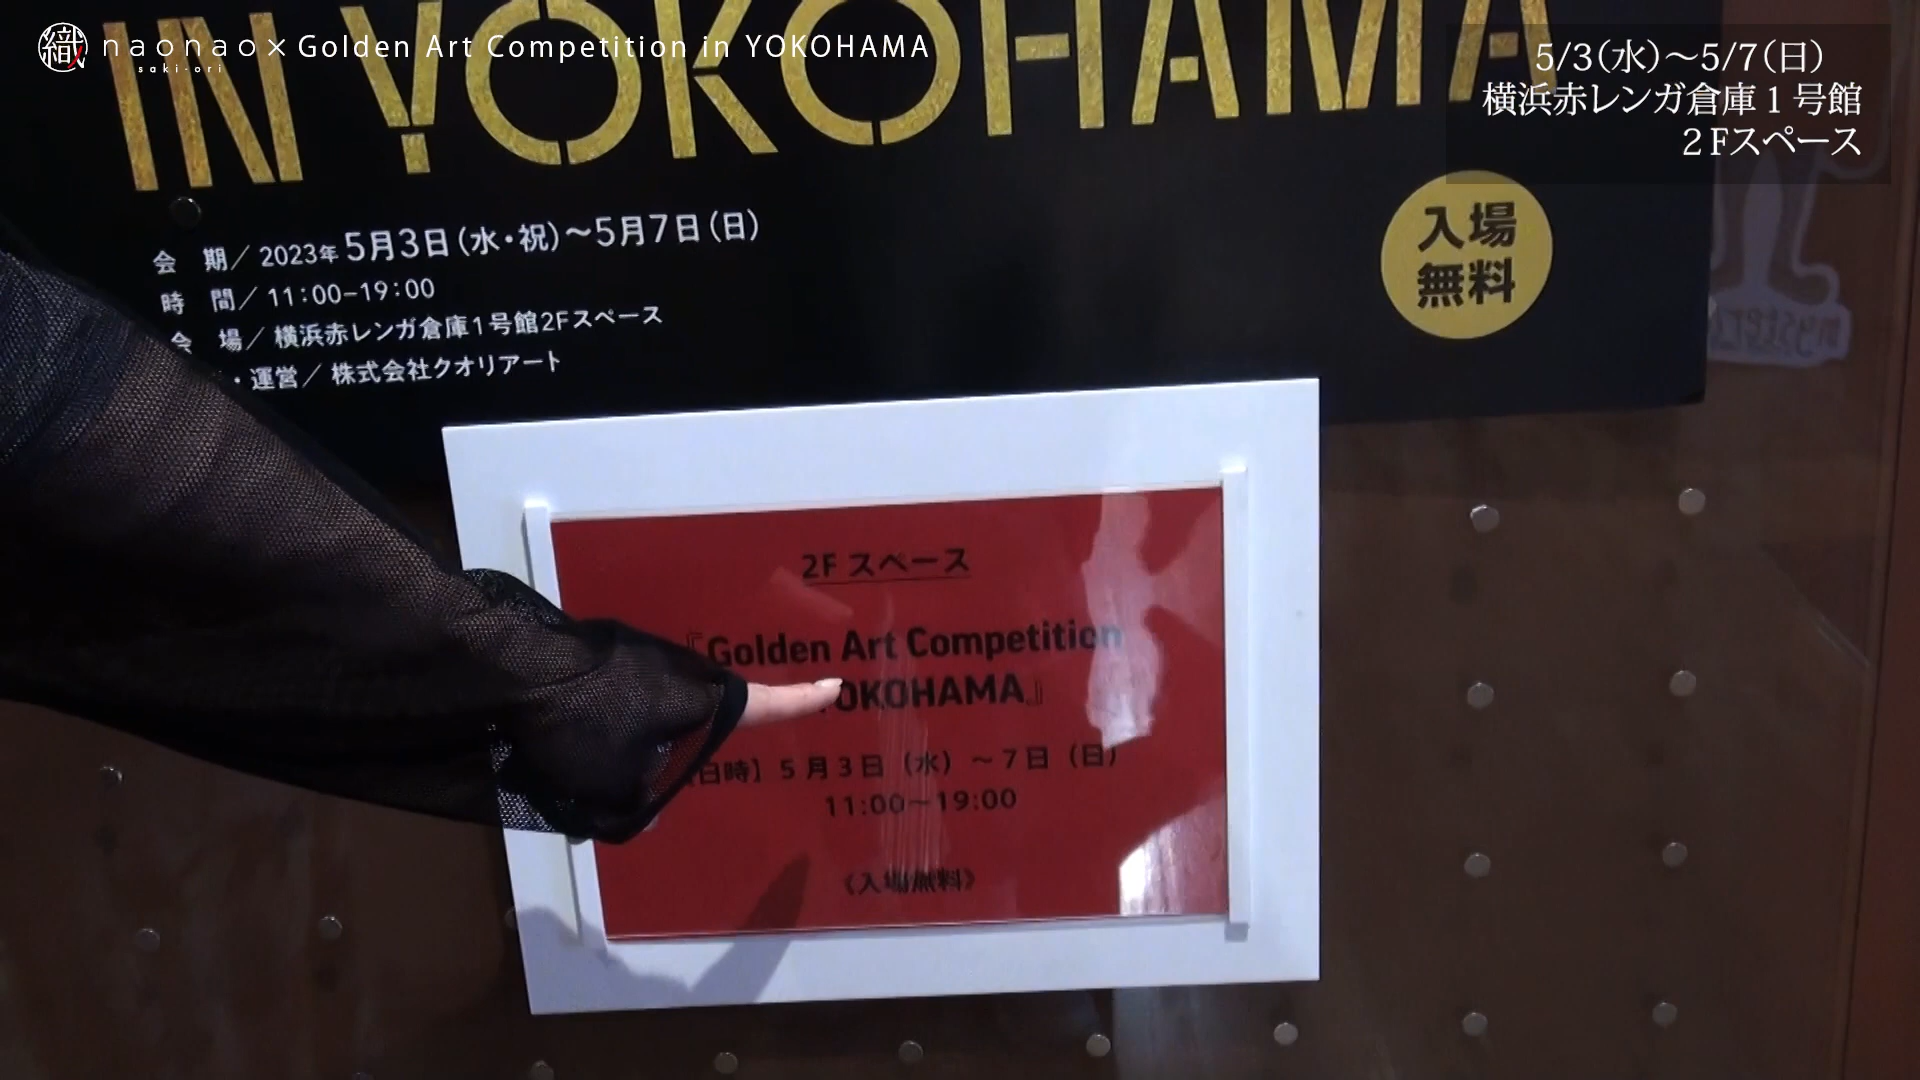 織
naonao×Golden Art Competition in YOKOHAMA
saki-ori
5/3(水)～5/7(日)
横浜赤レンガ倉庫1号館
2Fスペース
IN YOKOHAMA
会 期／2023年5月3日(水・祝)～5月7日(日)
時 間／11:00–19:00
会 場／横浜赤レンガ倉庫1号館2Fスペース
・運営／株式会社クオリアート
入場
無料
2F スペース
『Golden Art Competition
YOKOHAMA』
日時】5月3日（水）～7日（日）
11:00～19:00
《入場無料》